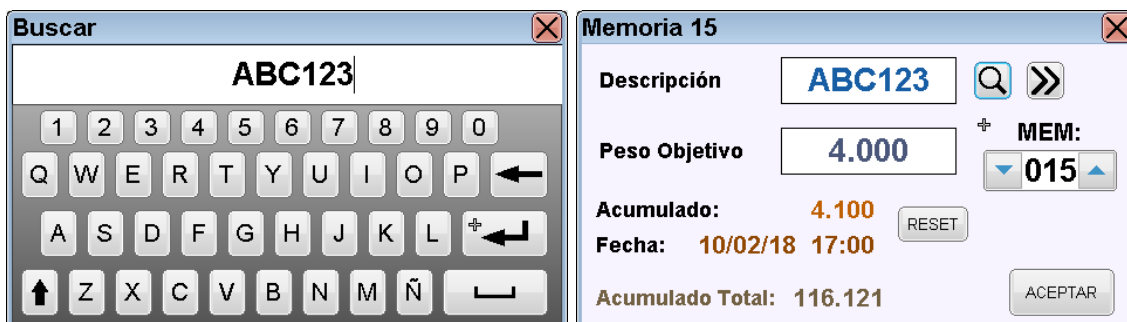 Buscar
ABC123
1 2 3 4 5 6 7 8 9 0
Q W E R T Y U I O P
A S D F G H J K L
Z X C V B N M Ñ
Memoria 15
Descripción ABC123
Peso Objetivo 4.000
MEM:
015
Acumulado: 4.100
RESET
Fecha: 10/02/18 17:00
Acumulado Total: 116.121
ACEPTAR